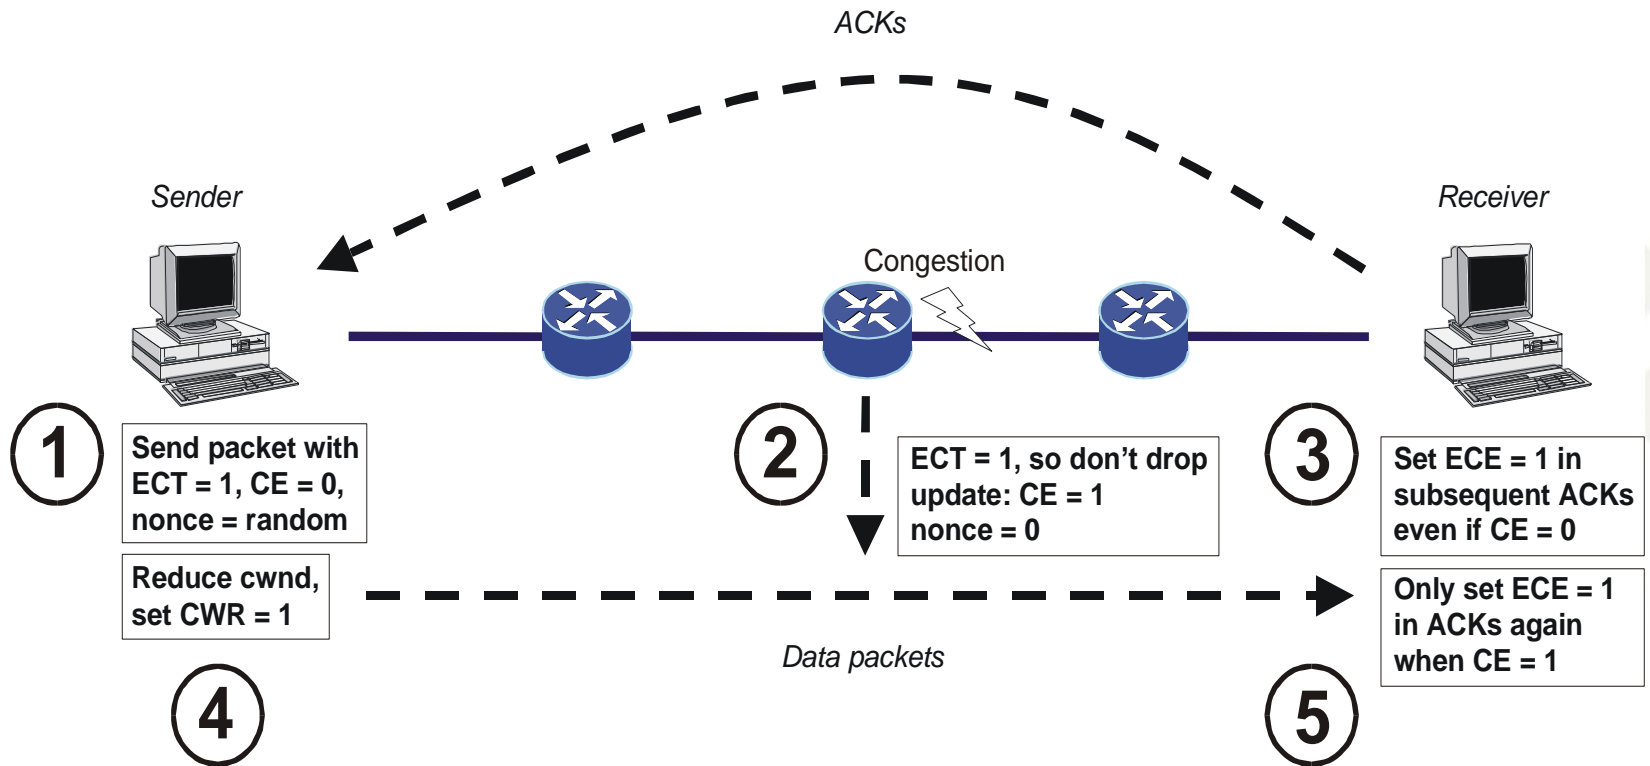 ACKs
Sender
Receiver
Congestion
1
Send packet with
ECT = 1, CE = 0,
nonce = random
2
ECT = 1, so don’t drop
update: CE = 1
nonce = 0
3
Set ECE = 1 in
subsequent ACKs
even if CE = 0
Reduce cwnd,
set CWR = 1
4
Data packets
Only set ECE = 1
in ACKs again
when CE = 1
5